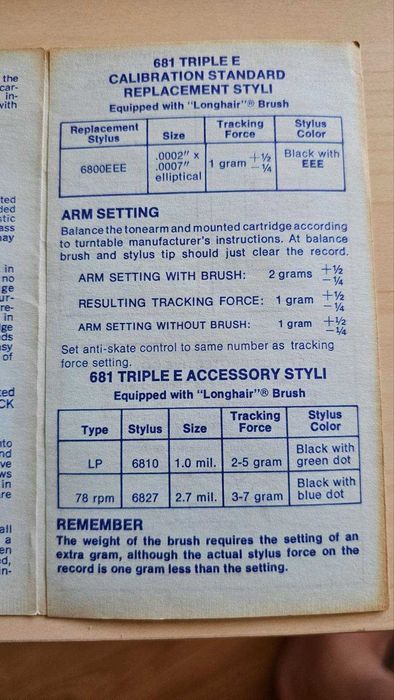 681 TRIPLE E
CALIBRATION STANDARD
REPLACEMENT STYLI
Equipped with "Longhair"® Brush
Replacement Stylus Size Tracking Force Stylus Color
6800EEE .0002" x .0007" elliptical 1 gram +½ -¼ Black with EEE
ARM SETTING
Balance the tonearm and mounted cartridge according
to turntable manufacturer's instructions. At balance
brush and stylus tip should just clear the record.
ARM SETTING WITH BRUSH: 2 grams +½ -¼
RESULTING TRACKING FORCE: 1 gram +½ -¼
ARM SETTING WITHOUT BRUSH: 1 gram +½ -¼
Set anti-skate control to same number as tracking
force setting.
681 TRIPLE E ACCESSORY STYLI
Equipped with "Longhair"® Brush
Type Stylus Size Tracking Force Stylus Color
LP 6810 1.0 mil. 2-5 gram Black with green dot
78 rpm 6827 2.7 mil. 3-7 gram Black with blue dot
REMEMBER
The weight of the brush requires the setting of an
extra gram, although the actual stylus force on the
record is one gram less than the setting.